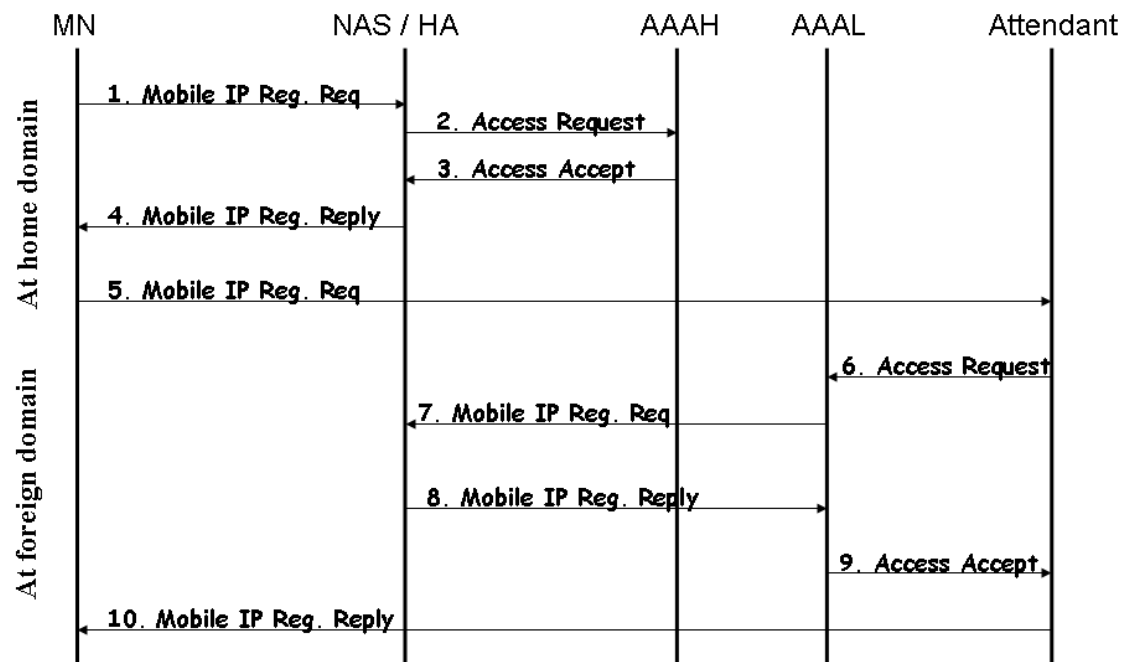 MN
NAS / HA
AAAH
AAAL
Attendant
At home domain
1. Mobile IP Reg. Req
2. Access Request
3. Access Accept
4. Mobile IP Reg. Reply
5. Mobile IP Reg. Req
At foreign domain
6. Access Request
7. Mobile IP Reg. Req
8. Mobile IP Reg. Reply
9. Access Accept
10. Mobile IP Reg. Reply